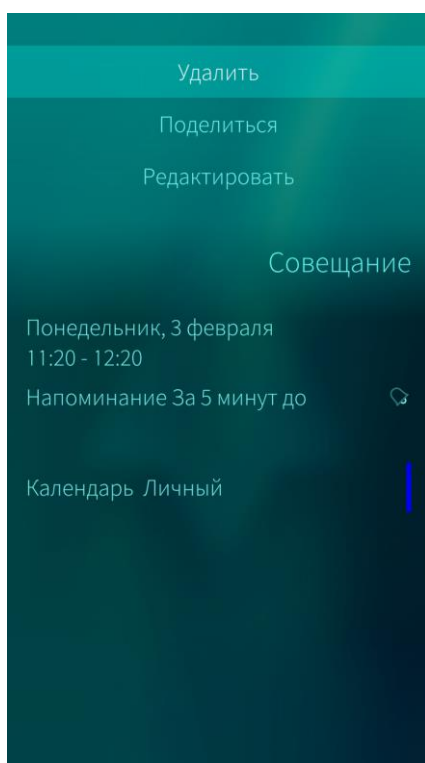 Удалить
Поделиться
Редактировать
Совещание
Понедельник, 3 февраля
11:20 - 12:20
Напоминание За 5 минут до
Календарь Личный